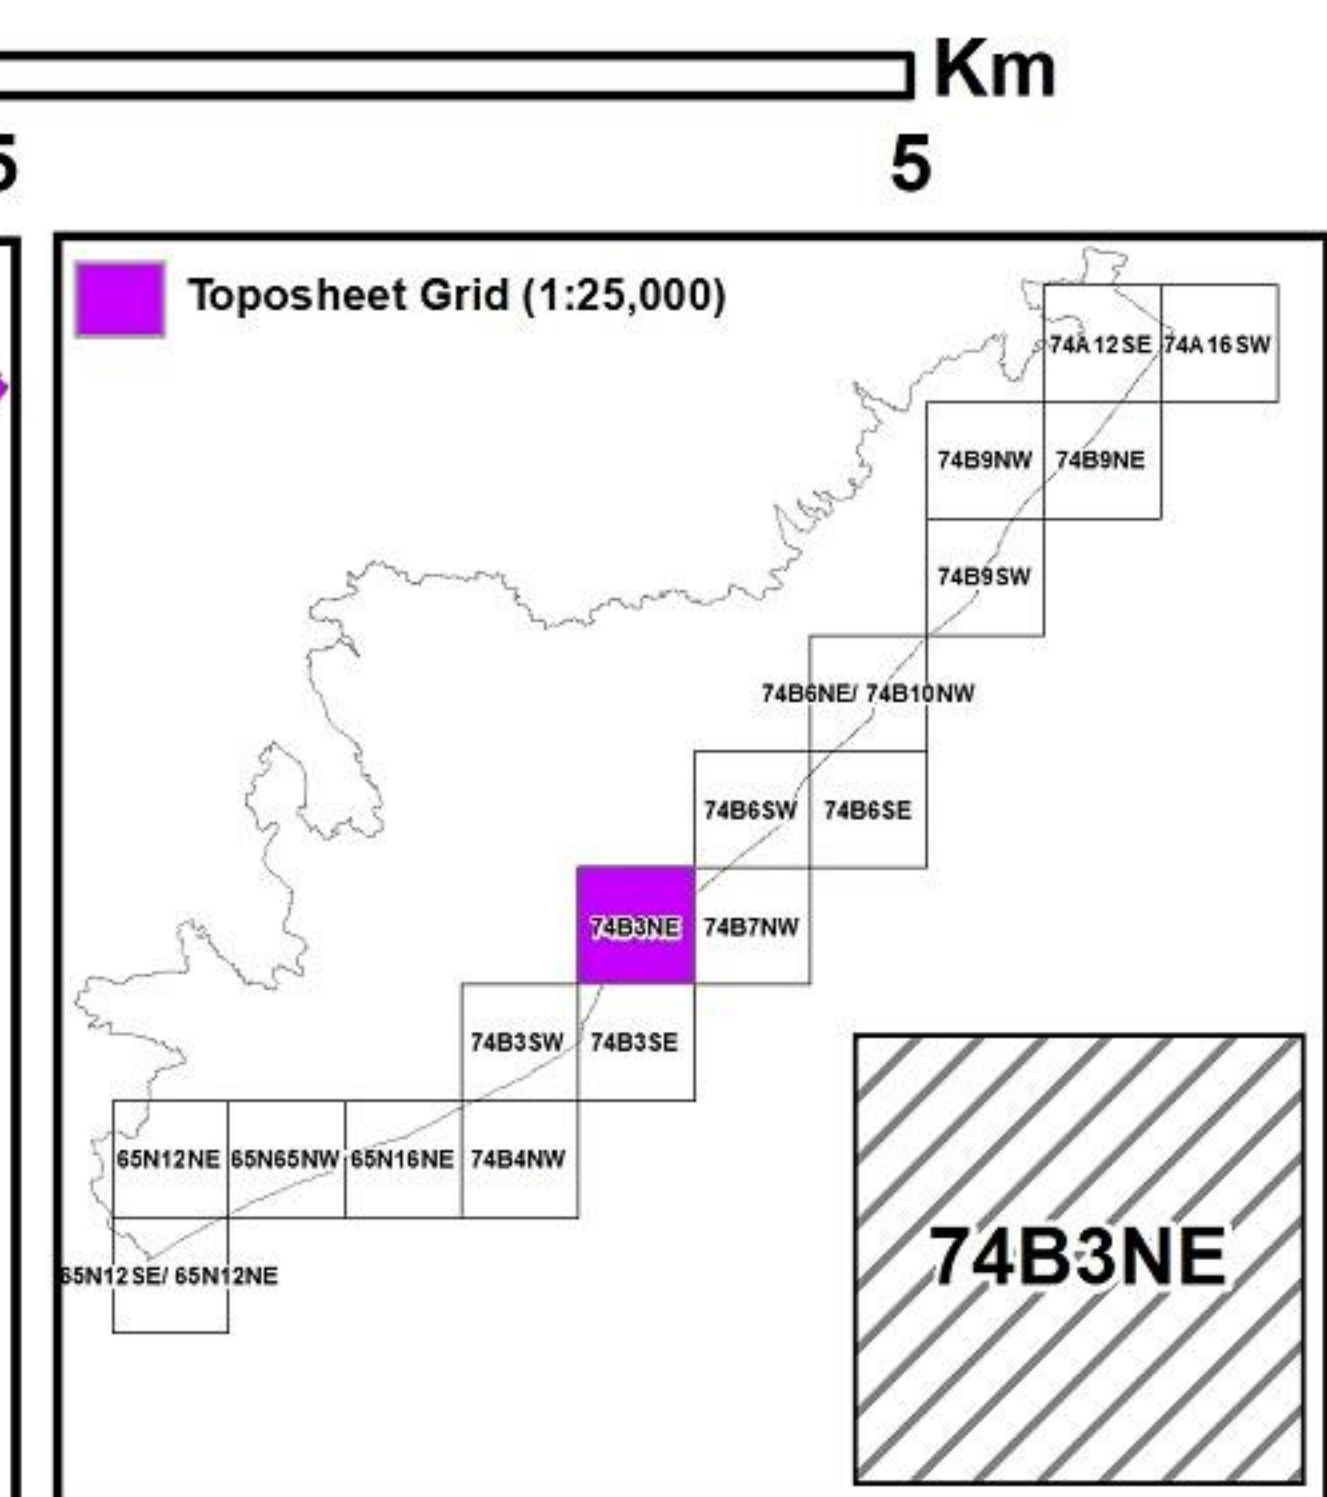 Km
5
5
Toposheet Grid (1:25,000)
74A12SE 74A16SW
74B9NW 74B9NE
74B9SW
74B6NE/ 74B10NW
74B6SW 74B6SE
74B3NE 74B7NW
74B3SW 74B3SE
65N12NE 65N65NW 65N16NE 74B4NW
65N12SE/ 65N12NE
74B3NE